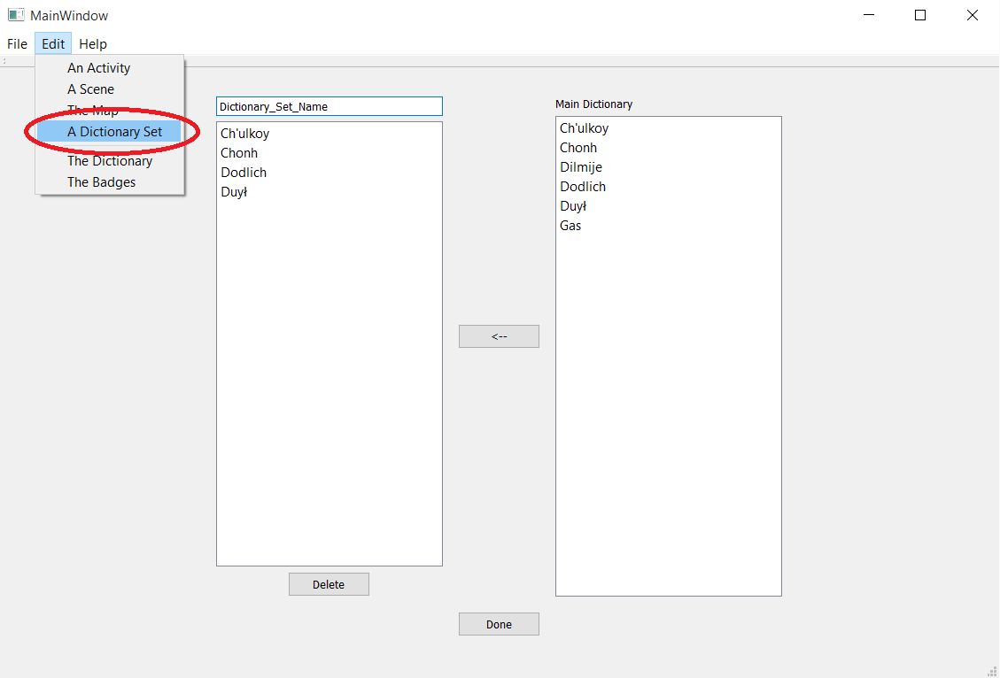 MainWindow
File Edit Help
An Activity
A Scene
The Map
A Dictionary Set
The Dictionary
The Badges
Dictionary_Set_Name
Ch'ulkoy
Chonh
Dodlich
Duył
Delete
<--
Done
Main Dictionary
Ch'ulkoy
Chonh
Dilmije
Dodlich
Duył
Gas